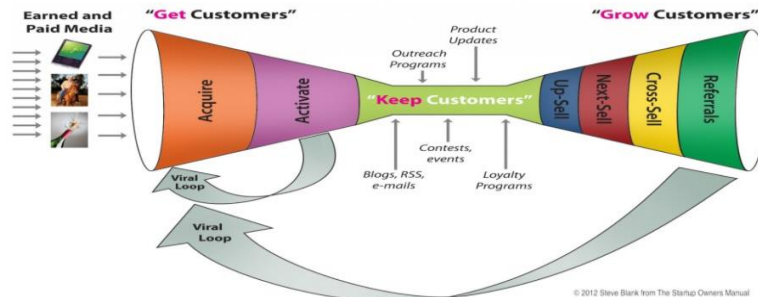 Earned and
Paid Media
"Get Customers"
Product
Updates
"Grow Customers"
Outreach
Programs
Acquire
Activate
"Keep Customers"
Up-Sell
Next-Sell
Cross-Sell
Referrals
Blogs, RSS,
e-mails
Contests,
events
Loyalty
Programs
Viral
Loop
Viral
Loop
© 2012 Steve Blank from The Startup Owners Manual